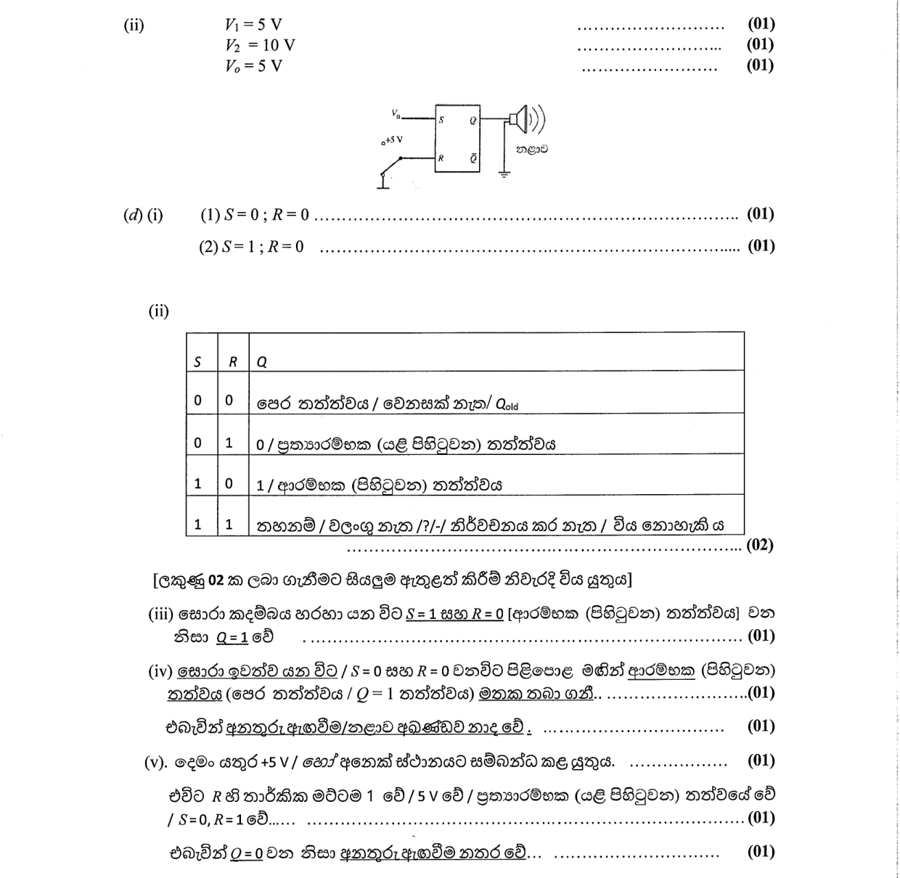 (ii) V₁ = 5 V ........................... (01)
V₂ = 10 V ........................... (01)
Vₒ = 5 V ......................... (01)
Vₒ S Q
+5 V නළාව
R Q̄
(d) (i) (1) S = 0 ; R = 0 .............................................................................. (01)
(2) S = 1 ; R = 0 .............................................................................. (01)
(ii)
S R Q
0 0 පෙර තත්ත්වය / වෙනසක් නැත/ Qold
0 1 0 / ප්‍රත්‍යාරම්භක (යළි පිහිටුවන) තත්ත්වය
1 0 1 / ආරම්භක (පිහිටුවන) තත්ත්වය
1 1 තහනම් / වලංගු නැත /?/-/ නිර්වචනය කර නැත / විය නොහැකි ය
......................................................................... (02)
[ලකුණු 02 ක ලබා ගැනීමට සියලුම ඇතුළත් කිරීම් නිවැරදි විය යුතුය]
(iii) සොරා කදම්බය හරහා යන විට S = 1 සහ R = 0 [ආරම්භක (පිහිටුවන) තත්ත්වය] වන
නිසා Q = 1 වේ ................................................................................. (01)
(iv) සොරා ඉවත්ව යන විට / S = 0 සහ R = 0 වනවිට පිළිපොළ මඟින් ආරම්භක (පිහිටුවන)
තත්වය (පෙර තත්ත්වය / Q = 1 තත්ත්වය) මතක තබා ගනී.. ..........................(01)
එබැවින් අනතුරු ඇඟවීම/නළාව අඛණ්ඩව නාද වේ . ................................. (01)
(v). දෙමං යතුර +5 V / හෝ අනෙක් ස්ථානයට සම්බන්ධ කළ යුතුය. .................. (01)
එවිට R හි තාර්කික මට්ටම 1 වේ / 5 V වේ / ප්‍රත්‍යාරම්භක (යළි පිහිටුවන) තත්වයේ වේ
/ S = 0, R = 1 වේ..... ................................................................................. (01)
එබැවින් Q = 0 වන නිසා අනතුරු ඇඟවීම නතර වේ... .............................. (01)